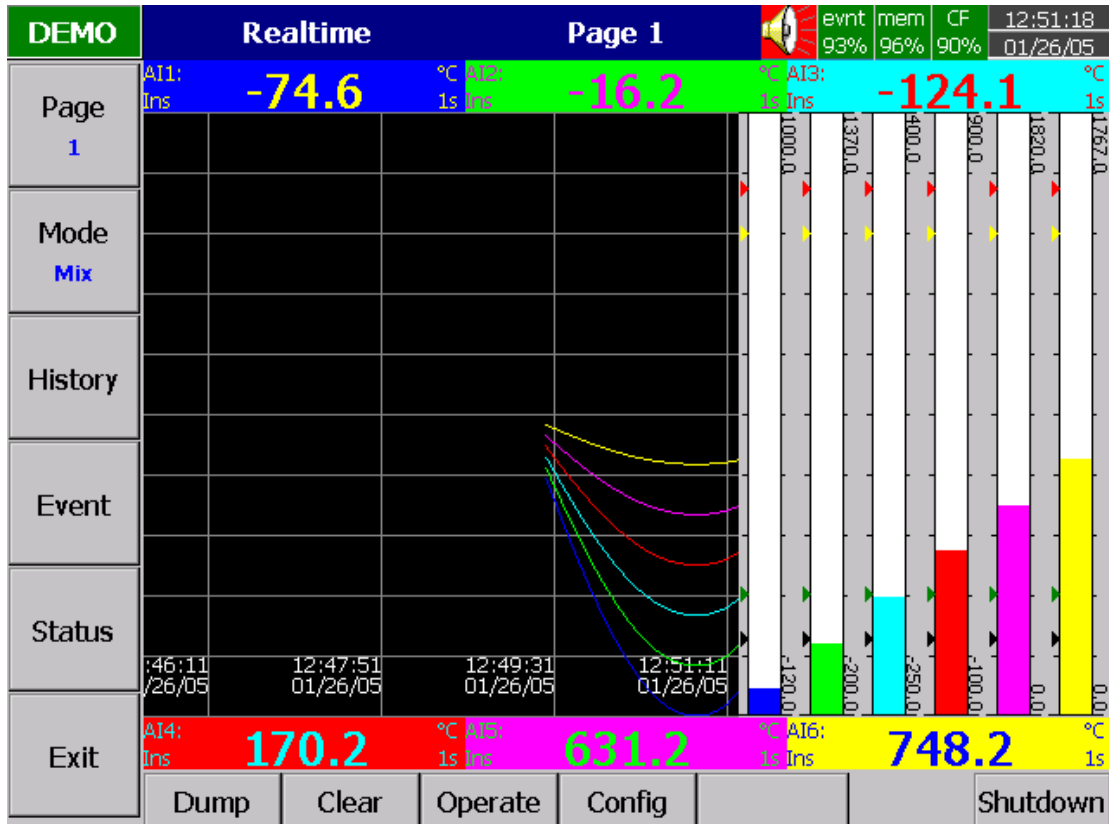 DEMO
Realtime
Page 1
evnt
93%
mem
96%
CF
90%
12:51:18
01/26/05
Page
1
Mode
Mix
History
Event
Status
Exit
AI1:
Ins
-74.6
°C
1s
AI2:
Ins
-16.2
°C
1s
AI3:
Ins
-124.1
°C
1s
1000.0
1370.0
400.0
900.0
1820.0
1767.0
:46:11
/26/05
12:47:51
01/26/05
12:49:31
01/26/05
12:51:11
01/26/05
-120.0
-200.0
-250.0
-100.0
0.0
0.0
AI4:
Ins
170.2
°C
1s
AI5:
Ins
631.2
°C
1s
AI6:
Ins
748.2
°C
1s
Dump
Clear
Operate
Config
Shutdown